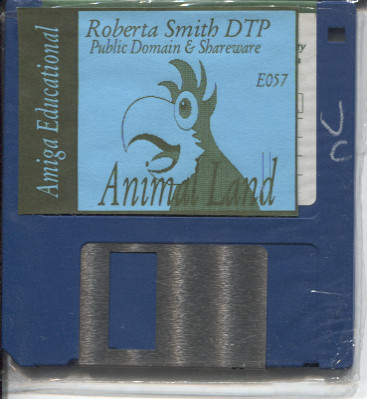 Amiga Educational
Roberta Smith DTP
Public Domain & Shareware
E057
Animal Land